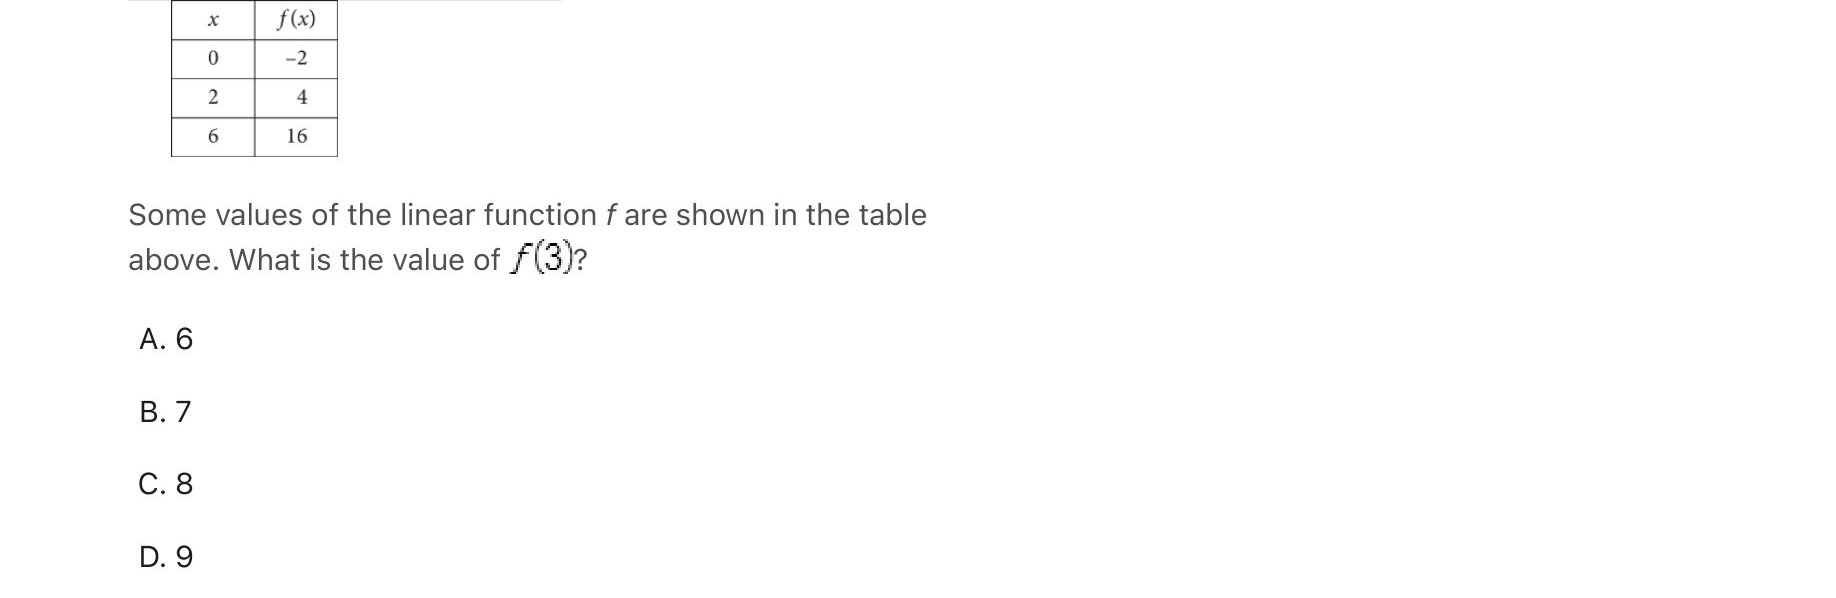 x f(x)
0 –2
2 4
6 16
Some values of the linear function f are shown in the table
above. What is the value of f(3)?
A. 6
B. 7
C. 8
D. 9